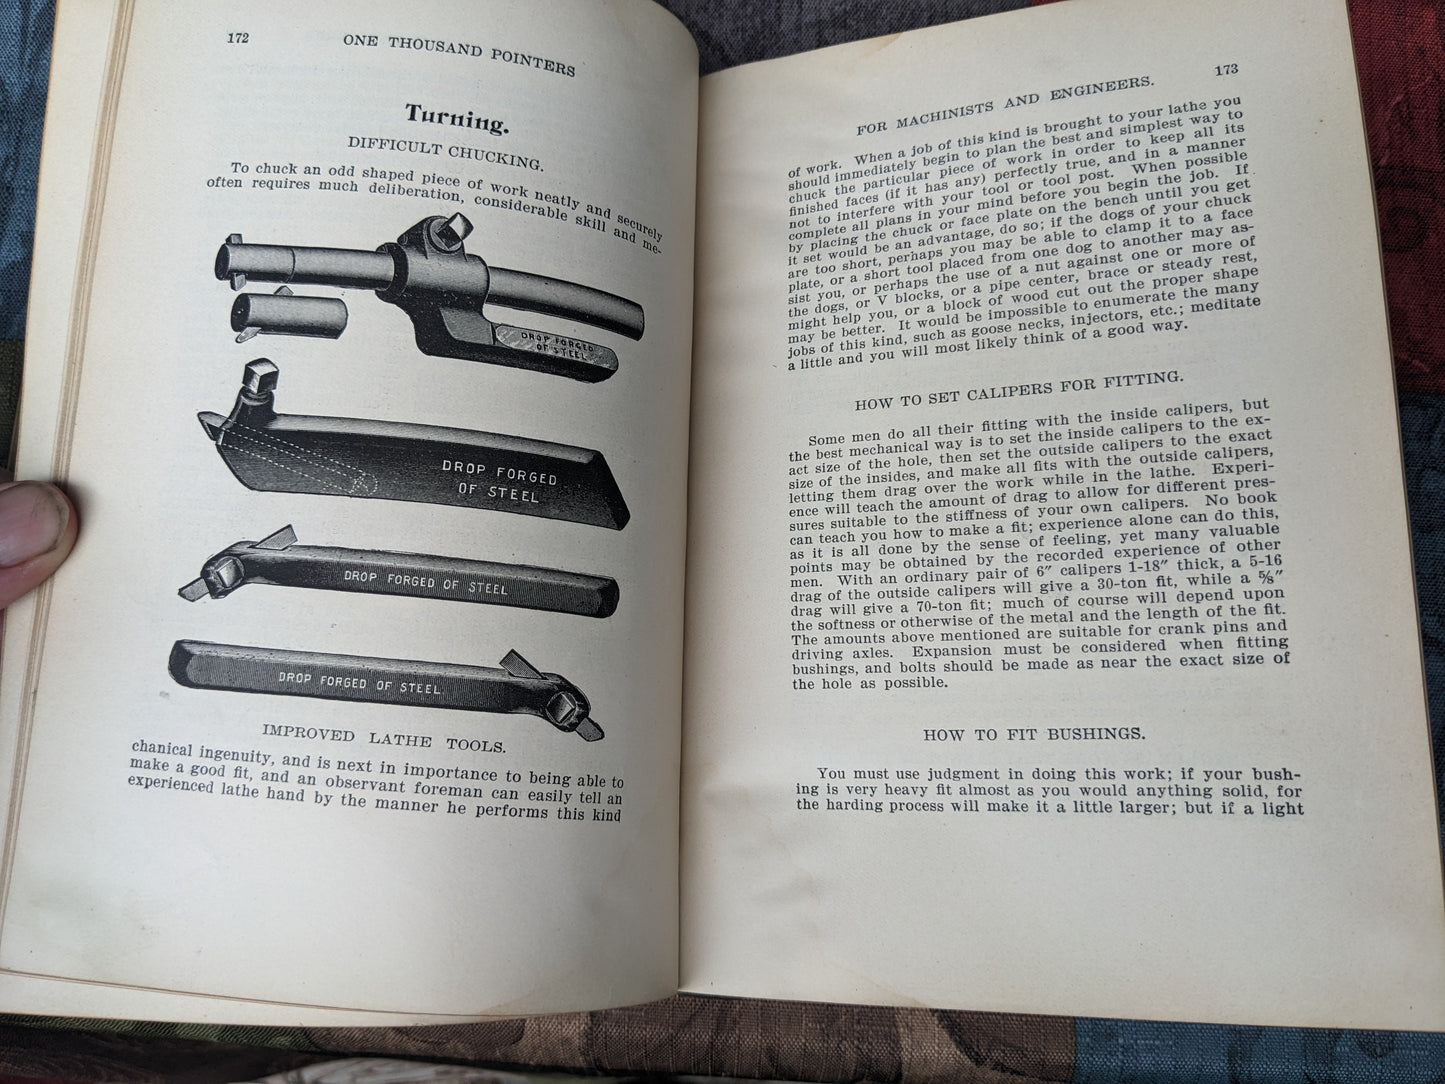 172
ONE THOUSAND POINTERS
Turning.
DIFFICULT CHUCKING.
To chuck an odd shaped piece of work neatly and securely
often requires much deliberation, considerable skill and me-
DROP FORGED
OF STEEL
DROP FORGED
OF STEEL
DROP FORGED OF STEEL
DROP FORGED OF STEEL
IMPROVED LATHE TOOLS.
chanical ingenuity, and is next in importance to being able to
make a good fit, and an observant foreman can easily tell an
experienced lathe hand by the manner he performs this kind
173
FOR MACHINISTS AND ENGINEERS.
of work. When a job of this kind is brought to your lathe you
should immediately begin to plan the best and simplest way to
chuck the particular piece of work in order to keep all its
finished faces (if it has any) perfectly true, and in a manner
not to interfere with your tool or tool post. When possible
complete all plans in your mind before you begin the job. If
by placing the chuck or face plate on the bench until you get
it set would be an advantage, do so; if the dogs of your chuck
are too short, perhaps you may be able to clamp it to a face
plate, or a short tool placed from one dog to another may as-
sist you, or perhaps the use of a nut against one or more of
the dogs, or V blocks, or a pipe center, brace or steady rest,
might help you, or a block of wood cut out the proper shape
may be better. It would be impossible to enumerate the many
jobs of this kind, such as goose necks, injectors, etc.; meditate
a little and you will most likely think of a good way.
HOW TO SET CALIPERS FOR FITTING.
Some men do all their fitting with the inside calipers, but
the best mechanical way is to set the inside calipers to the ex-
act size of the hole, then set the outside calipers to the exact
size of the insides, and make all fits with the outside calipers,
letting them drag over the work while in the lathe. Experi-
ence will teach the amount of drag to allow for different pres-
sures suitable to the stiffness of your own calipers. No book
can teach you how to make a fit; experience alone can do this,
as it is all done by the sense of feeling, yet many valuable
points may be obtained by the recorded experience of other
men. With an ordinary pair of 6″ calipers 1-18″ thick, a 5-16
drag of the outside calipers will give a 30-ton fit, while a ⅝″
drag will give a 70-ton fit; much of course will depend upon
the softness or otherwise of the metal and the length of the fit.
The amounts above mentioned are suitable for crank pins and
driving axles. Expansion must be considered when fitting
bushings, and bolts should be made as near the exact size of
the hole as possible.
HOW TO FIT BUSHINGS.
You must use judgment in doing this work; if your bush-
ing is very heavy fit almost as you would anything solid, for
the harding process will make it a little larger; but if a light